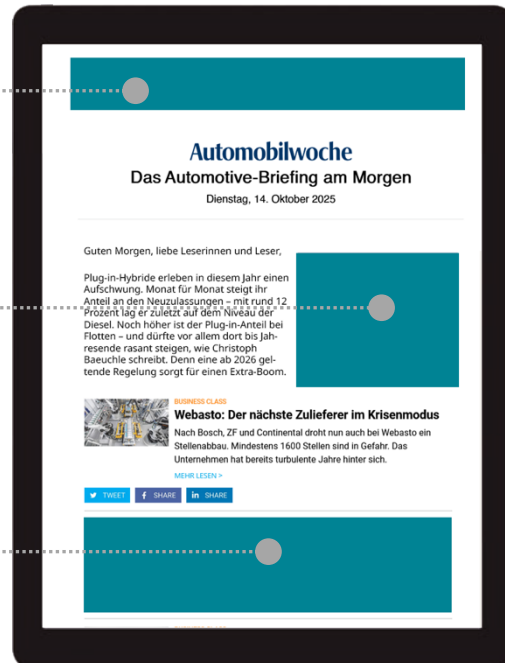 Automobilwoche
Das Automotive-Briefing am Morgen
Dienstag, 14. Oktober 2025
Guten Morgen, liebe Leserinnen und Leser,
Plug-in-Hybride erleben in diesem Jahr einen
Aufschwung. Monat für Monat steigt ihr
Anteil an den Neuzulassungen – mit rund 12
Prozent lag er zuletzt auf dem Niveau der
Diesel. Noch höher ist der Plug-in-Anteil bei
Flotten – und dürfte vor allem dort bis Jah-
resende rasant steigen, wie Christoph
Baeuchle schreibt. Denn eine ab 2026 gel-
tende Regelung sorgt für einen Extra-Boom.
BUSINESS CLASS
Webasto: Der nächste Zulieferer im Krisenmodus
Nach Bosch, ZF und Continental droht nun auch bei Webasto ein
Stellenabbau. Mindestens 1600 Stellen sind in Gefahr. Das
Unternehmen hat bereits turbulente Jahre hinter sich.
MEHR LESEN >
TWEET f SHARE in SHARE